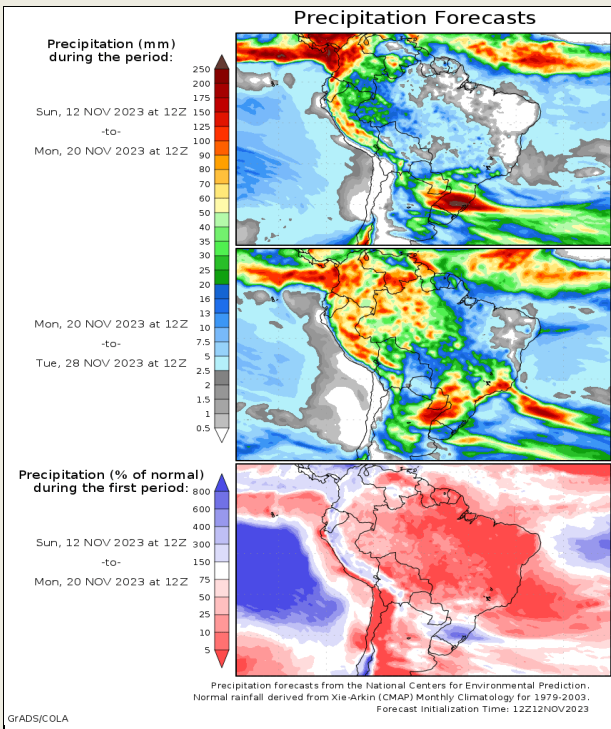 Precipitation Forecasts
Precipitation (mm)
during the period:
Sun, 12 NOV 2023 at 12Z
-to-
Mon, 20 NOV 2023 at 12Z
250
200
175
150
125
100
90
80
70
60
50
40
35
30
25
20
16
13
10
7.5
5
2.5
2
1.5
1
0.5
Mon, 20 NOV 2023 at 12Z
-to-
Tue, 28 NOV 2023 at 12Z
Precipitation (% of normal)
during the first period:
Sun, 12 NOV 2023 at 12Z
-to-
Mon, 20 NOV 2023 at 12Z
800
600
400
300
150
75
50
25
10
5
Precipitation forecasts from the National Centers for Environmental Prediction.
Normal rainfall derived from Xie-Arkin (CMAP) Monthly Climatology for 1979-2003.
Forecast Initialization Time: 12Z12NOV2023
GrADS/COLA